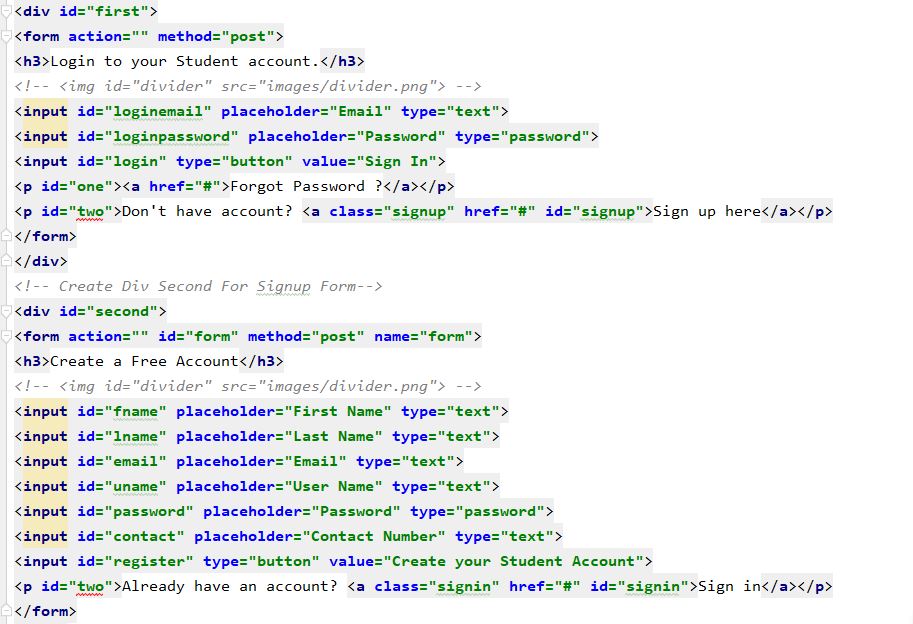 <div id="first">
<form action="" method="post">
<h3>Login to your Student account.</h3>
<!-- <img id="divider" src="images/divider.png"> -->
<input id="loginemail" placeholder="Email" type="text">
<input id="loginpassword" placeholder="Password" type="password">
<input id="login" type="button" value="Sign In">
<p id="one"><a href="#">Forgot Password ?</a></p>
<p id="two">Don't have account? <a class="signup" href="#" id="signup">Sign up here</a></p>
</form>
</div>
<!-- Create Div Second For Signup Form-->
<div id="second">
<form action="" id="form" method="post" name="form">
<h3>Create a Free Account</h3>
<!-- <img id="divider" src="images/divider.png"> -->
<input id="fname" placeholder="First Name" type="text">
<input id="lname" placeholder="Last Name" type="text">
<input id="email" placeholder="Email" type="text">
<input id="uname" placeholder="User Name" type="text">
<input id="password" placeholder="Password" type="password">
<input id="contact" placeholder="Contact Number" type="text">
<input id="register" type="button" value="Create your Student Account">
<p id="two">Already have an account? <a class="signin" href="#" id="signin">Sign in</a></p>
</form>